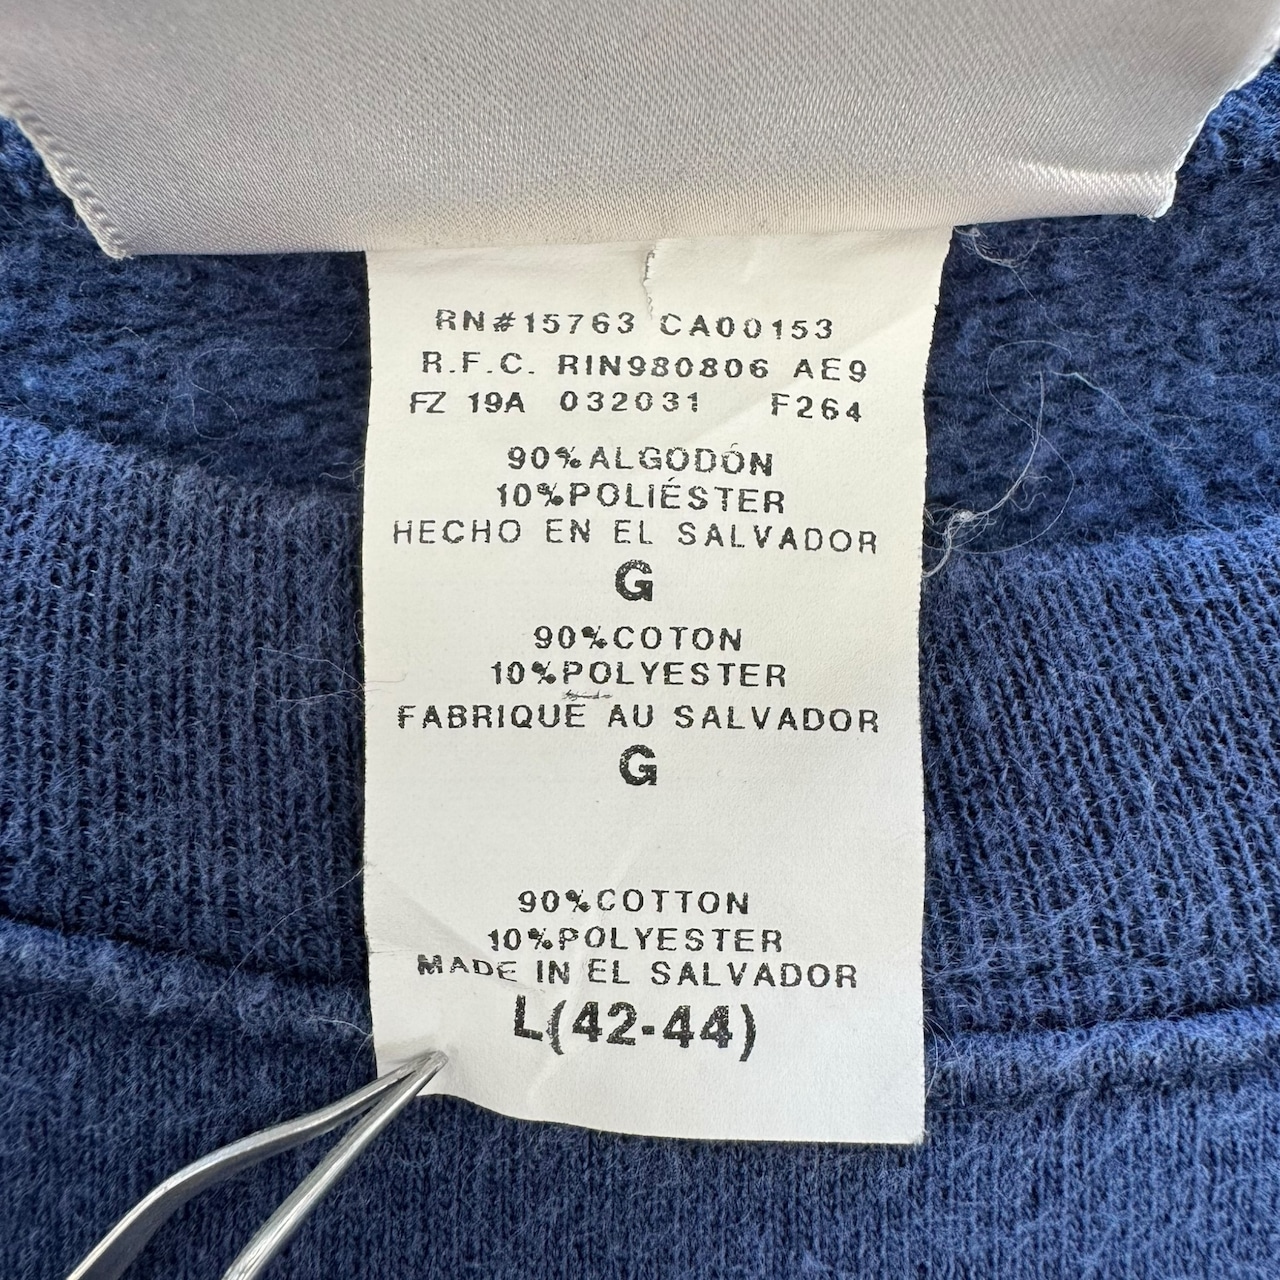 RN#15763 CA00153
R.F.C. RIN980806 AE9
FZ 19A 032031 F264
90%ALGODÓN
10%POLIÉSTER
HECHO EN EL SALVADOR
G
90%COTON
10%POLYESTER
FABRIQUE AU SALVADOR
G
90%COTTON
10%POLYESTER
MADE IN EL SALVADOR
L(42-44)